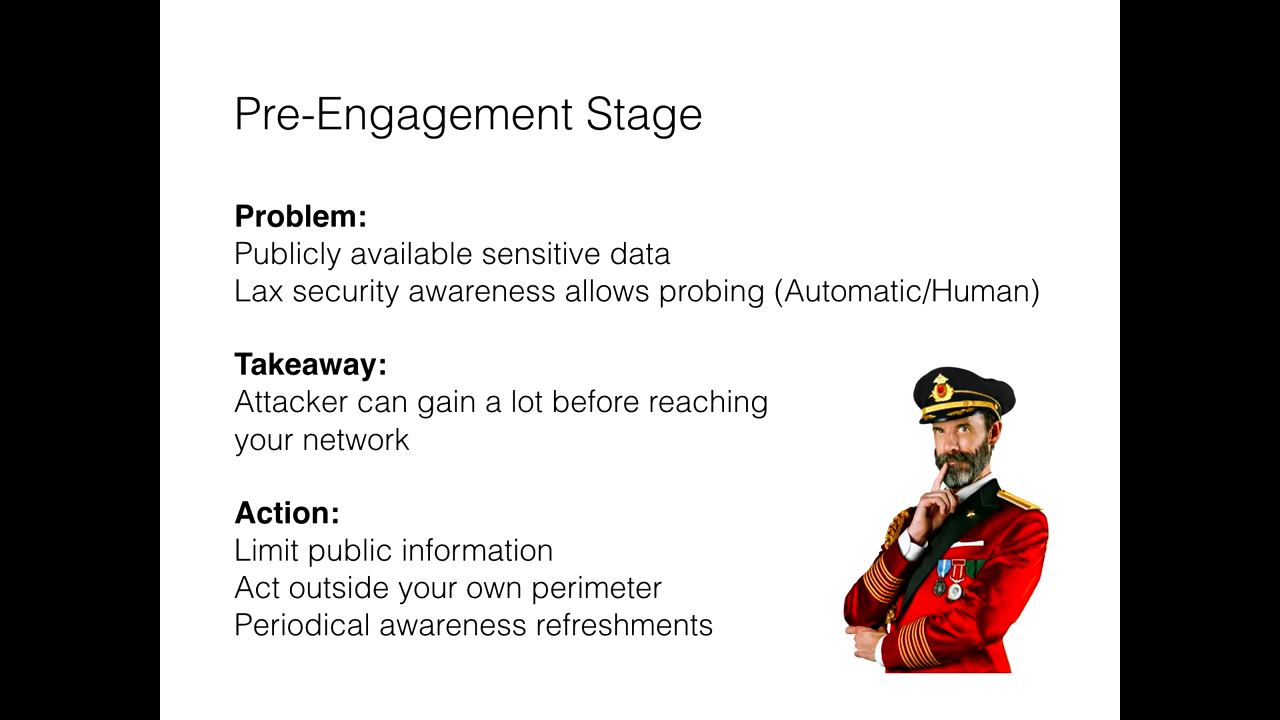 Pre-Engagement Stage
Problem:
Publicly available sensitive data
Lax security awareness allows probing (Automatic/Human)
Takeaway:
Attacker can gain a lot before reaching
your network
Action:
Limit public information
Act outside your own perimeter
Periodical awareness refreshments